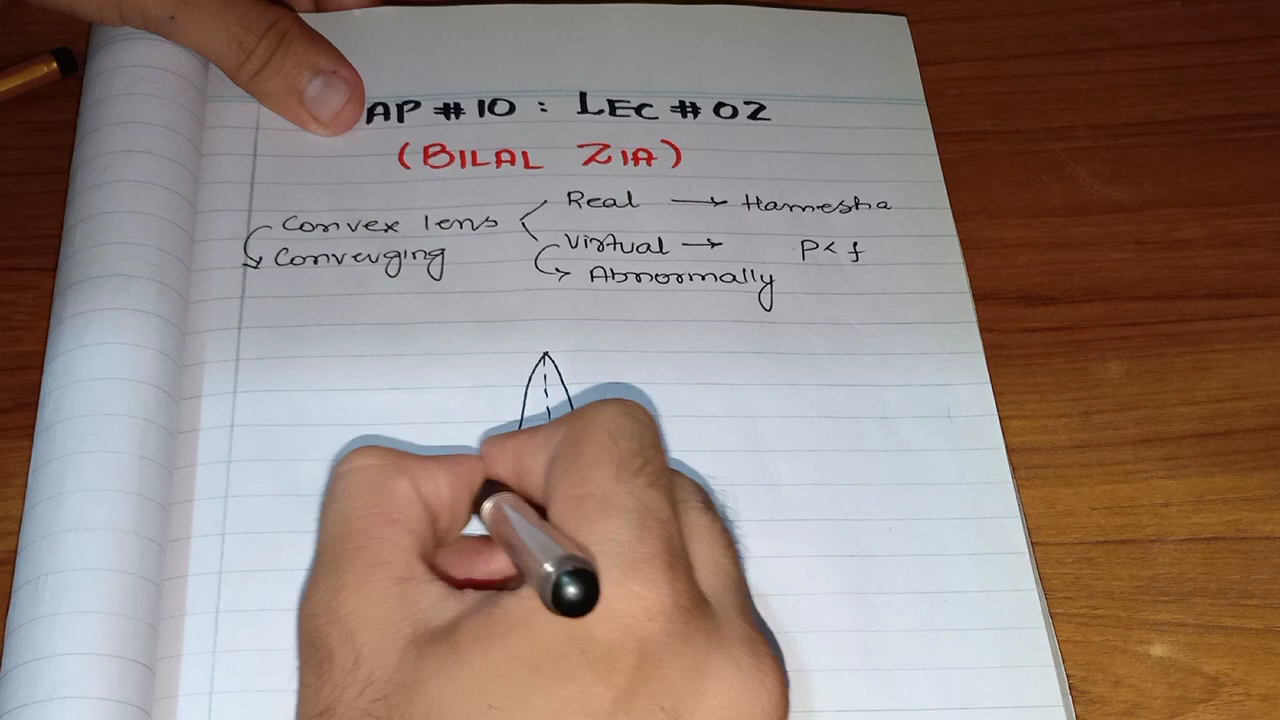 AP # 10 : LEC # 02
(BILAL ZIA)
Convex lens
Converging
Real → Hamesha
Virtual → P < f
Abnormally